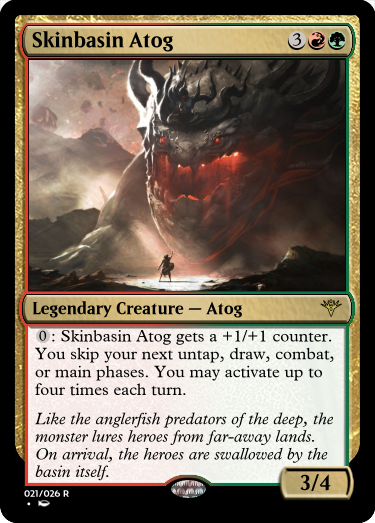 Skinbasin Atog 3
Legendary Creature — Atog
0: Skinbasin Atog gets a +1/+1 counter.
You skip your next untap, draw, combat,
or main phases. You may activate up to
four times each turn.
Like the anglerfish predators of the deep, the
monster lures heroes from far-away lands.
On arrival, the heroes are swallowed by the
basin itself.
3/4
021/026 R